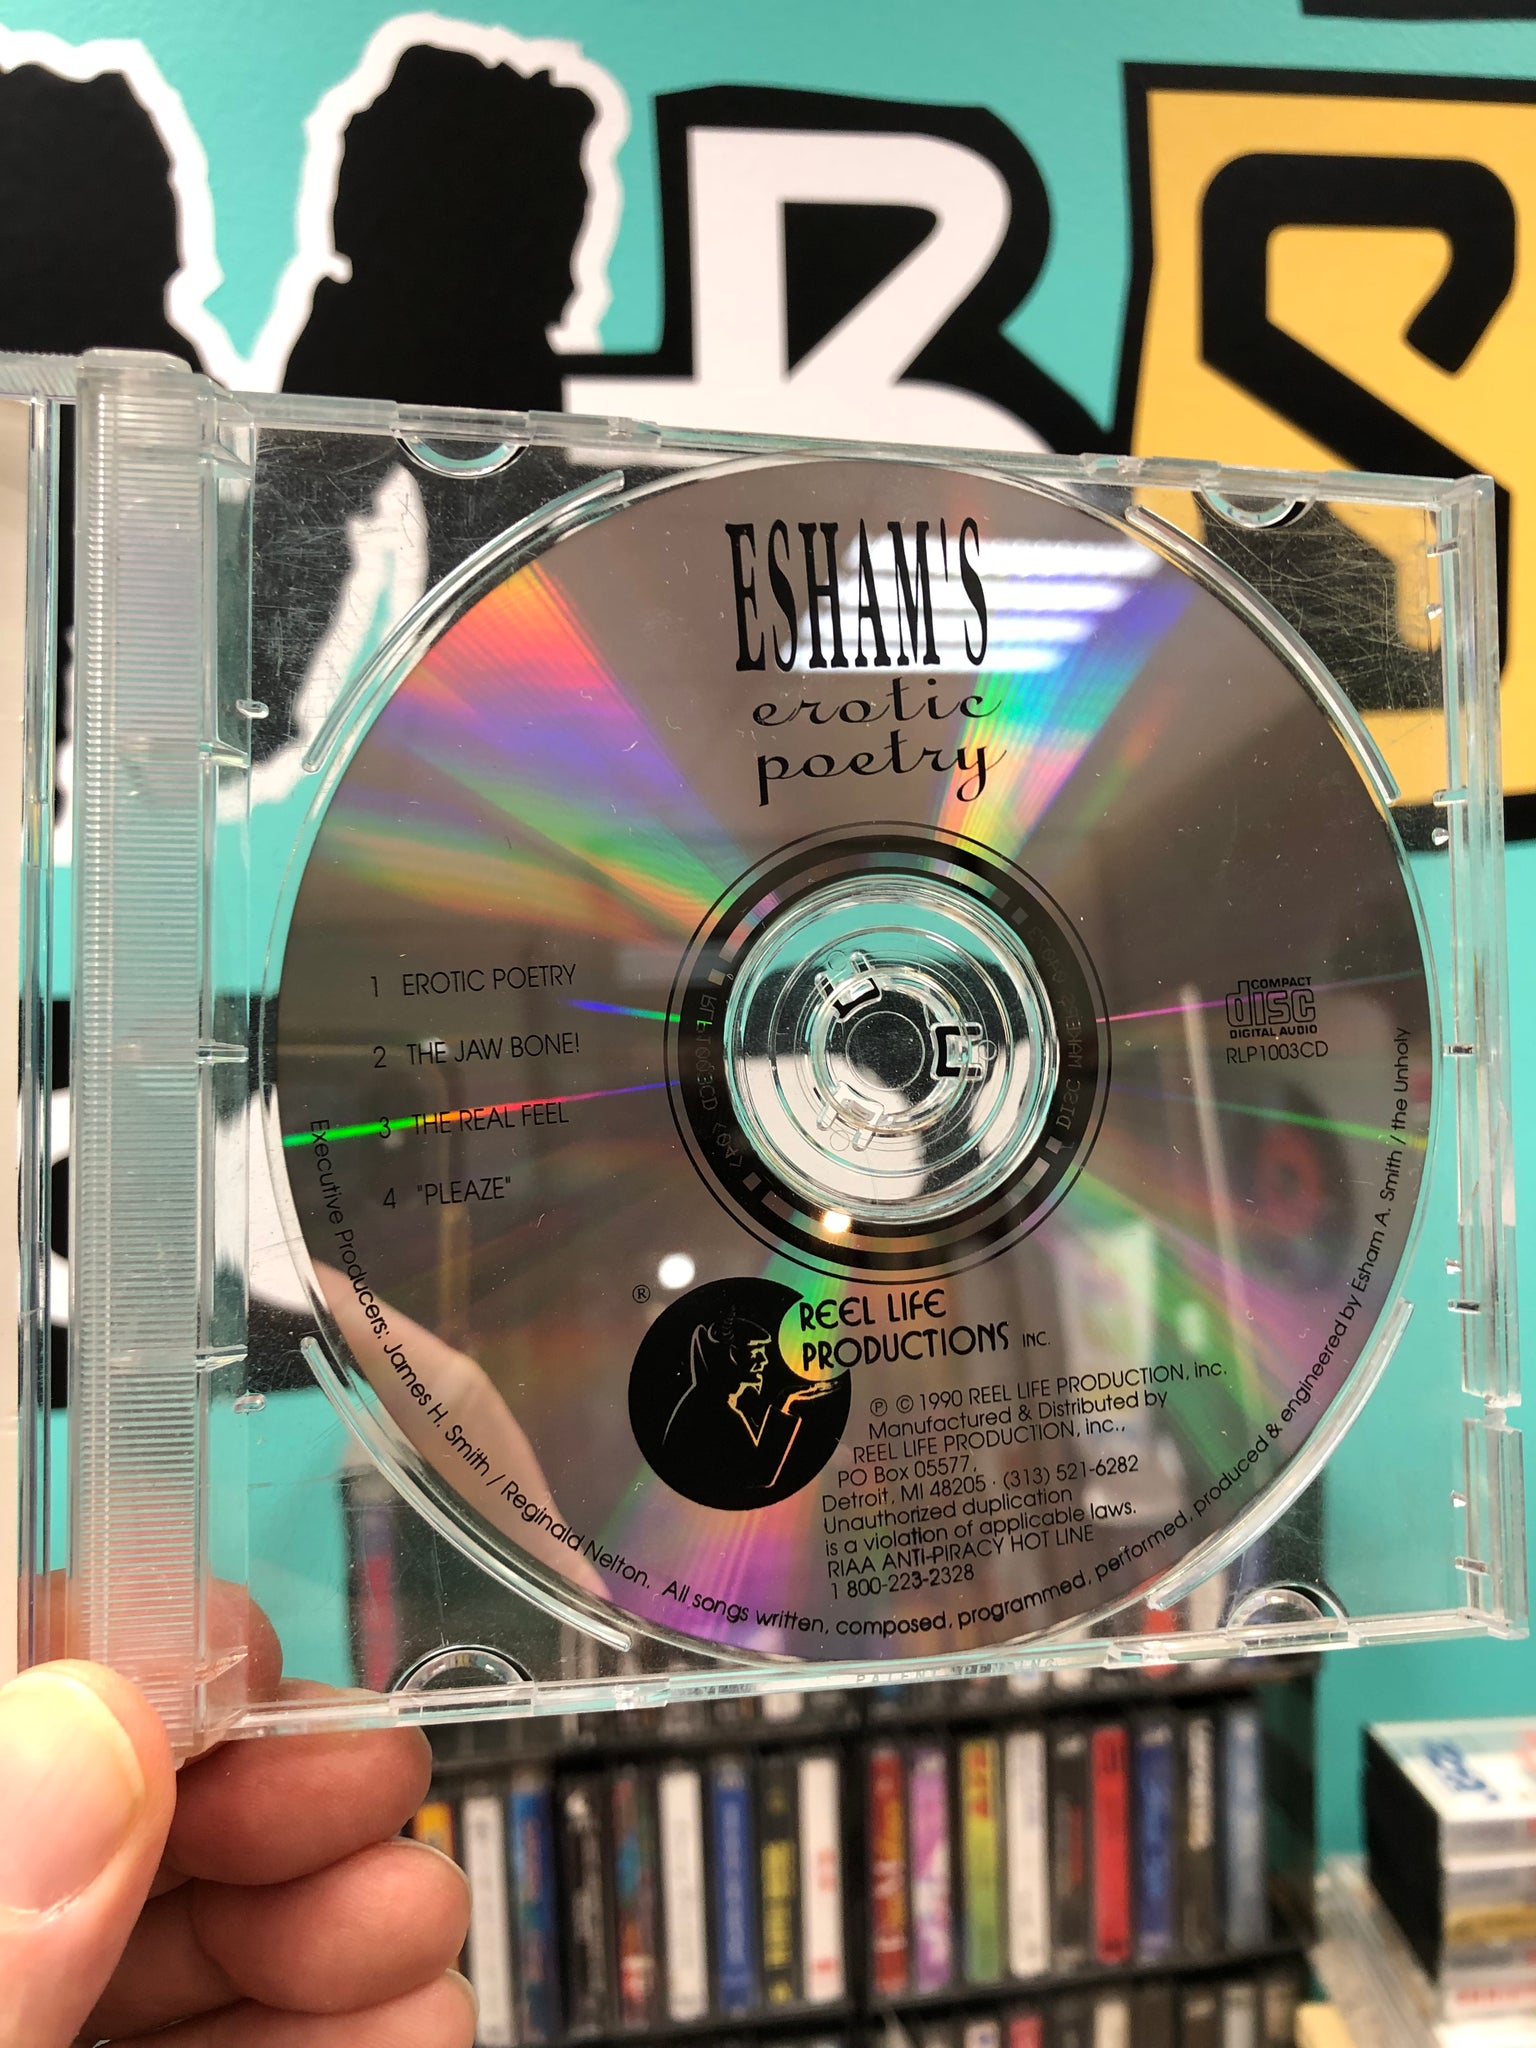 ESHAM'S
erotic
poetry
1 EROTIC POETRY
2 THE JAW BONE!
3 THE REAL FEEL
4 "PLEAZE"
COMPACT
disc
DIGITAL AUDIO
RLP1003CD
®
REEL LIFE
PRODUCTIONS INC.
℗ © 1990 REEL LIFE PRODUCTION, inc.
Manufactured & Distributed by
REEL LIFE PRODUCTION, inc.,
PO Box 05577,
Detroit, MI 48205 · (313) 521-6282
Unauthorized duplication
is a violation of applicable laws.
RIAA ANTI-PIRACY HOT LINE
1 800-223-2328
Executive Producers: James H. Smith / Reginald Nelton. All songs written, composed, programmed, performed, produced & engineered by Esham A. Smith / the Unholy
RLP1003CD
PATENT PENDING
BS